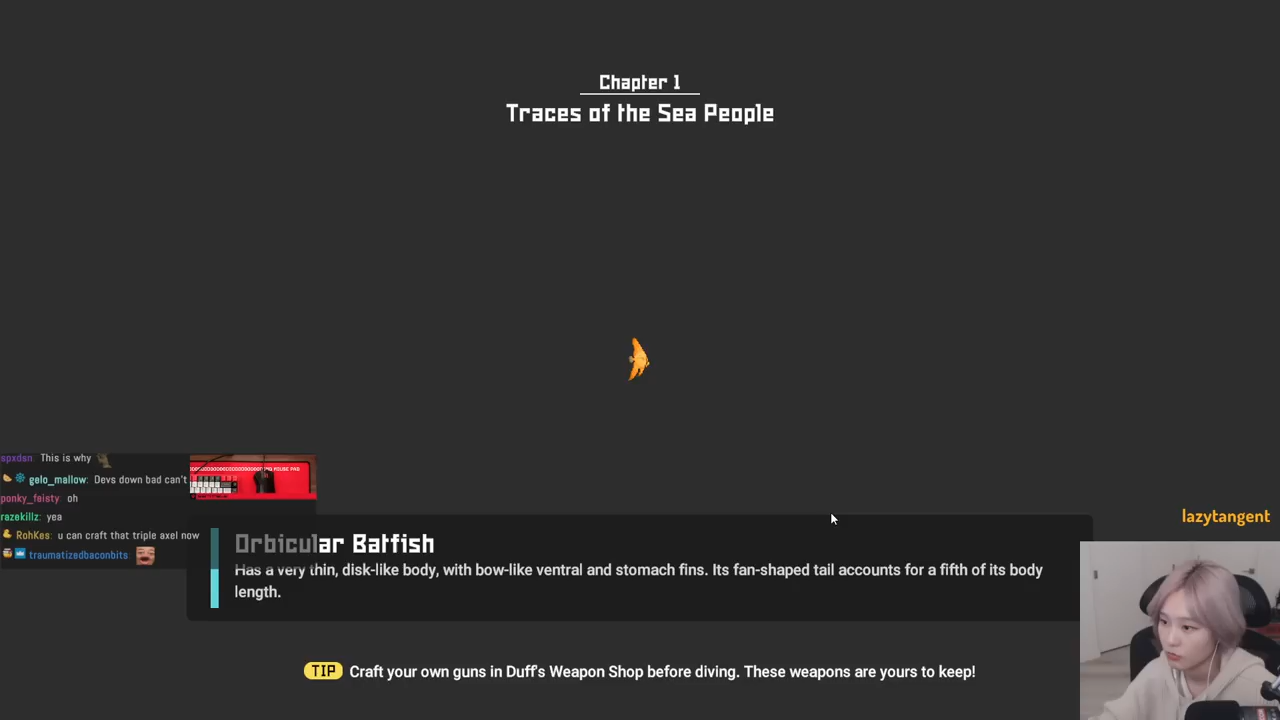 Chapter 1
Traces of the Sea People
spxdsn This is why
gelo_mallow: Devs down bad can't
ponky_feisty oh
razekillz: yea
RohKes: u can craft that triple axel now
traumatizedbaconbits
lazytangent
Orbicular Batfish
Has a very thin, disk-like body, with bow-like ventral and stomach fins. Its fan-shaped tail accounts for a fifth of its body
length.
TIP Craft your own guns in Duff's Weapon Shop before diving. These weapons are yours to keep!